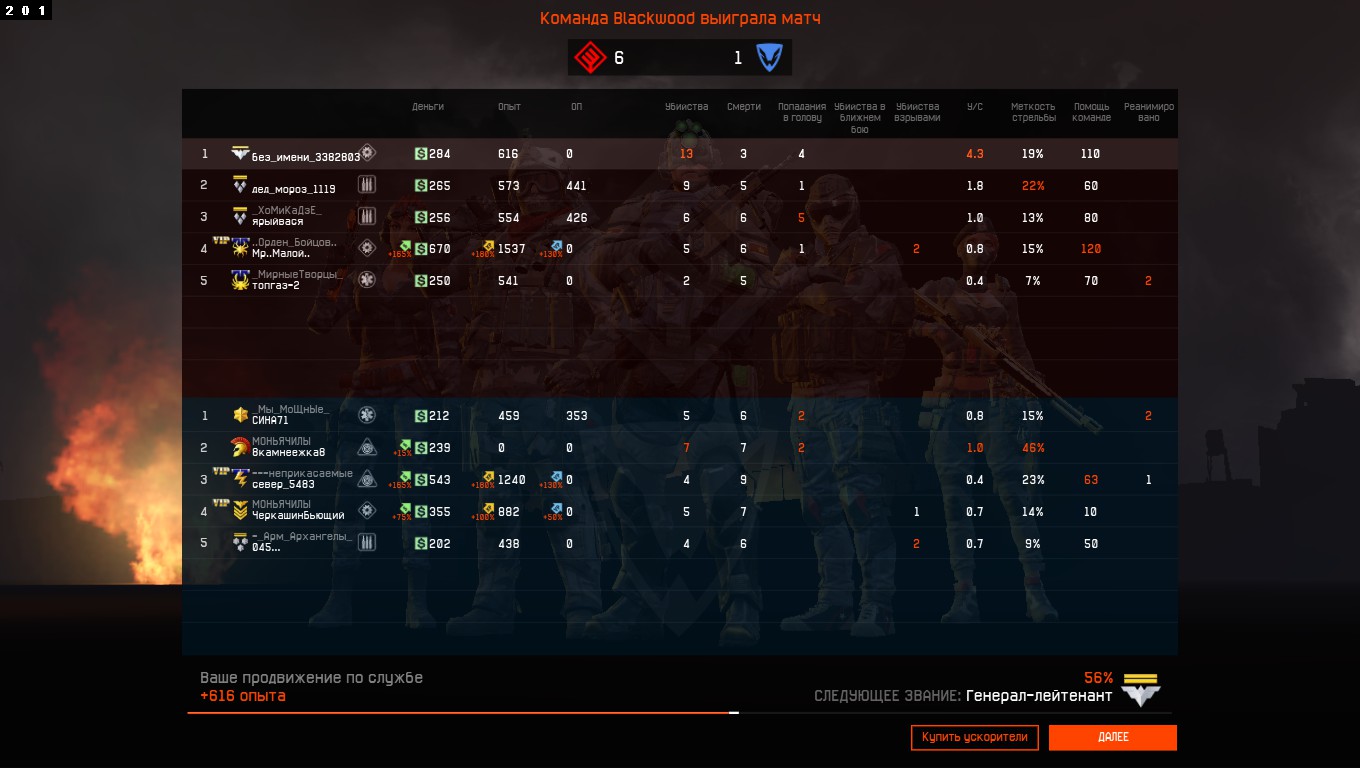 2 0 1
Команда Blackwood выиграла матч
6 1
Деньги Опыт ОП Убийства Смерти Попадания в голову Убийства в ближнем бою Убийства взрывами У/С Меткость стрельбы Помощь команде Реанимировано
1 без_имени_3382803 $284 616 0 13 3 4 4.3 19% 110
2 дед_мороз_1119 $265 573 441 9 5 1 1.8 22% 60
_ХоМиКаДзЕ_
3 ярыйвася $256 554 426 6 6 5 1.0 13% 80
VIP ..Орден_Бойцов..
4 Мр..Малой.. +165% $670 +180% 1537 +130% 0 5 6 1 2 0.8 15% 120
_МирныеТворцы_
5 топгаз-2 $250 541 0 2 5 0.4 7% 70 2
_Мы_МоЩнЫе_
1 СИНА71 $212 459 353 5 6 2 0.8 15% 2
МОНЬЯЧИЛЫ
2 Вкамнеежкав +15% $239 0 0 7 7 2 1.0 46%
VIP ---неприкасаемые
3 север_5483 +165% $543 +180% 1240 +130% 0 4 9 0.4 23% 63 1
VIP МОНЬЯЧИЛЫ
4 ЧеркашинБьющий +75% $355 +100% 882 +50% 0 5 7 1 0.7 14% 10
-_Арм_Архангелы_
5 045... $202 438 0 4 6 2 0.7 9% 50
Ваше продвижение по службе
+616 опыта
56%
СЛЕДУЮЩЕЕ ЗВАНИЕ: Генерал-лейтенант
Купить ускорители ДАЛЕЕ